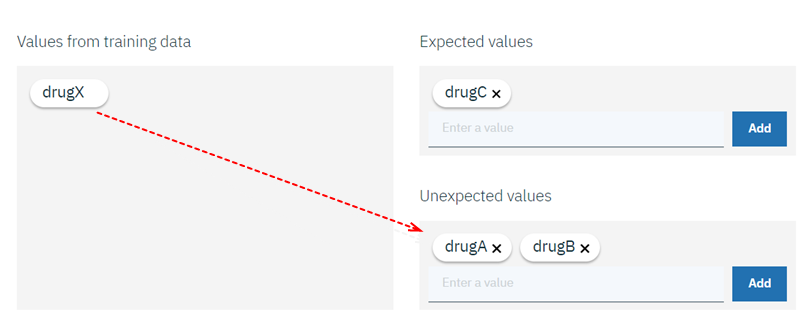 Values from training data
drugX
Expected values
drugC ×
Enter a value
Add
Unexpected values
drugA × drugB ×
Enter a value
Add